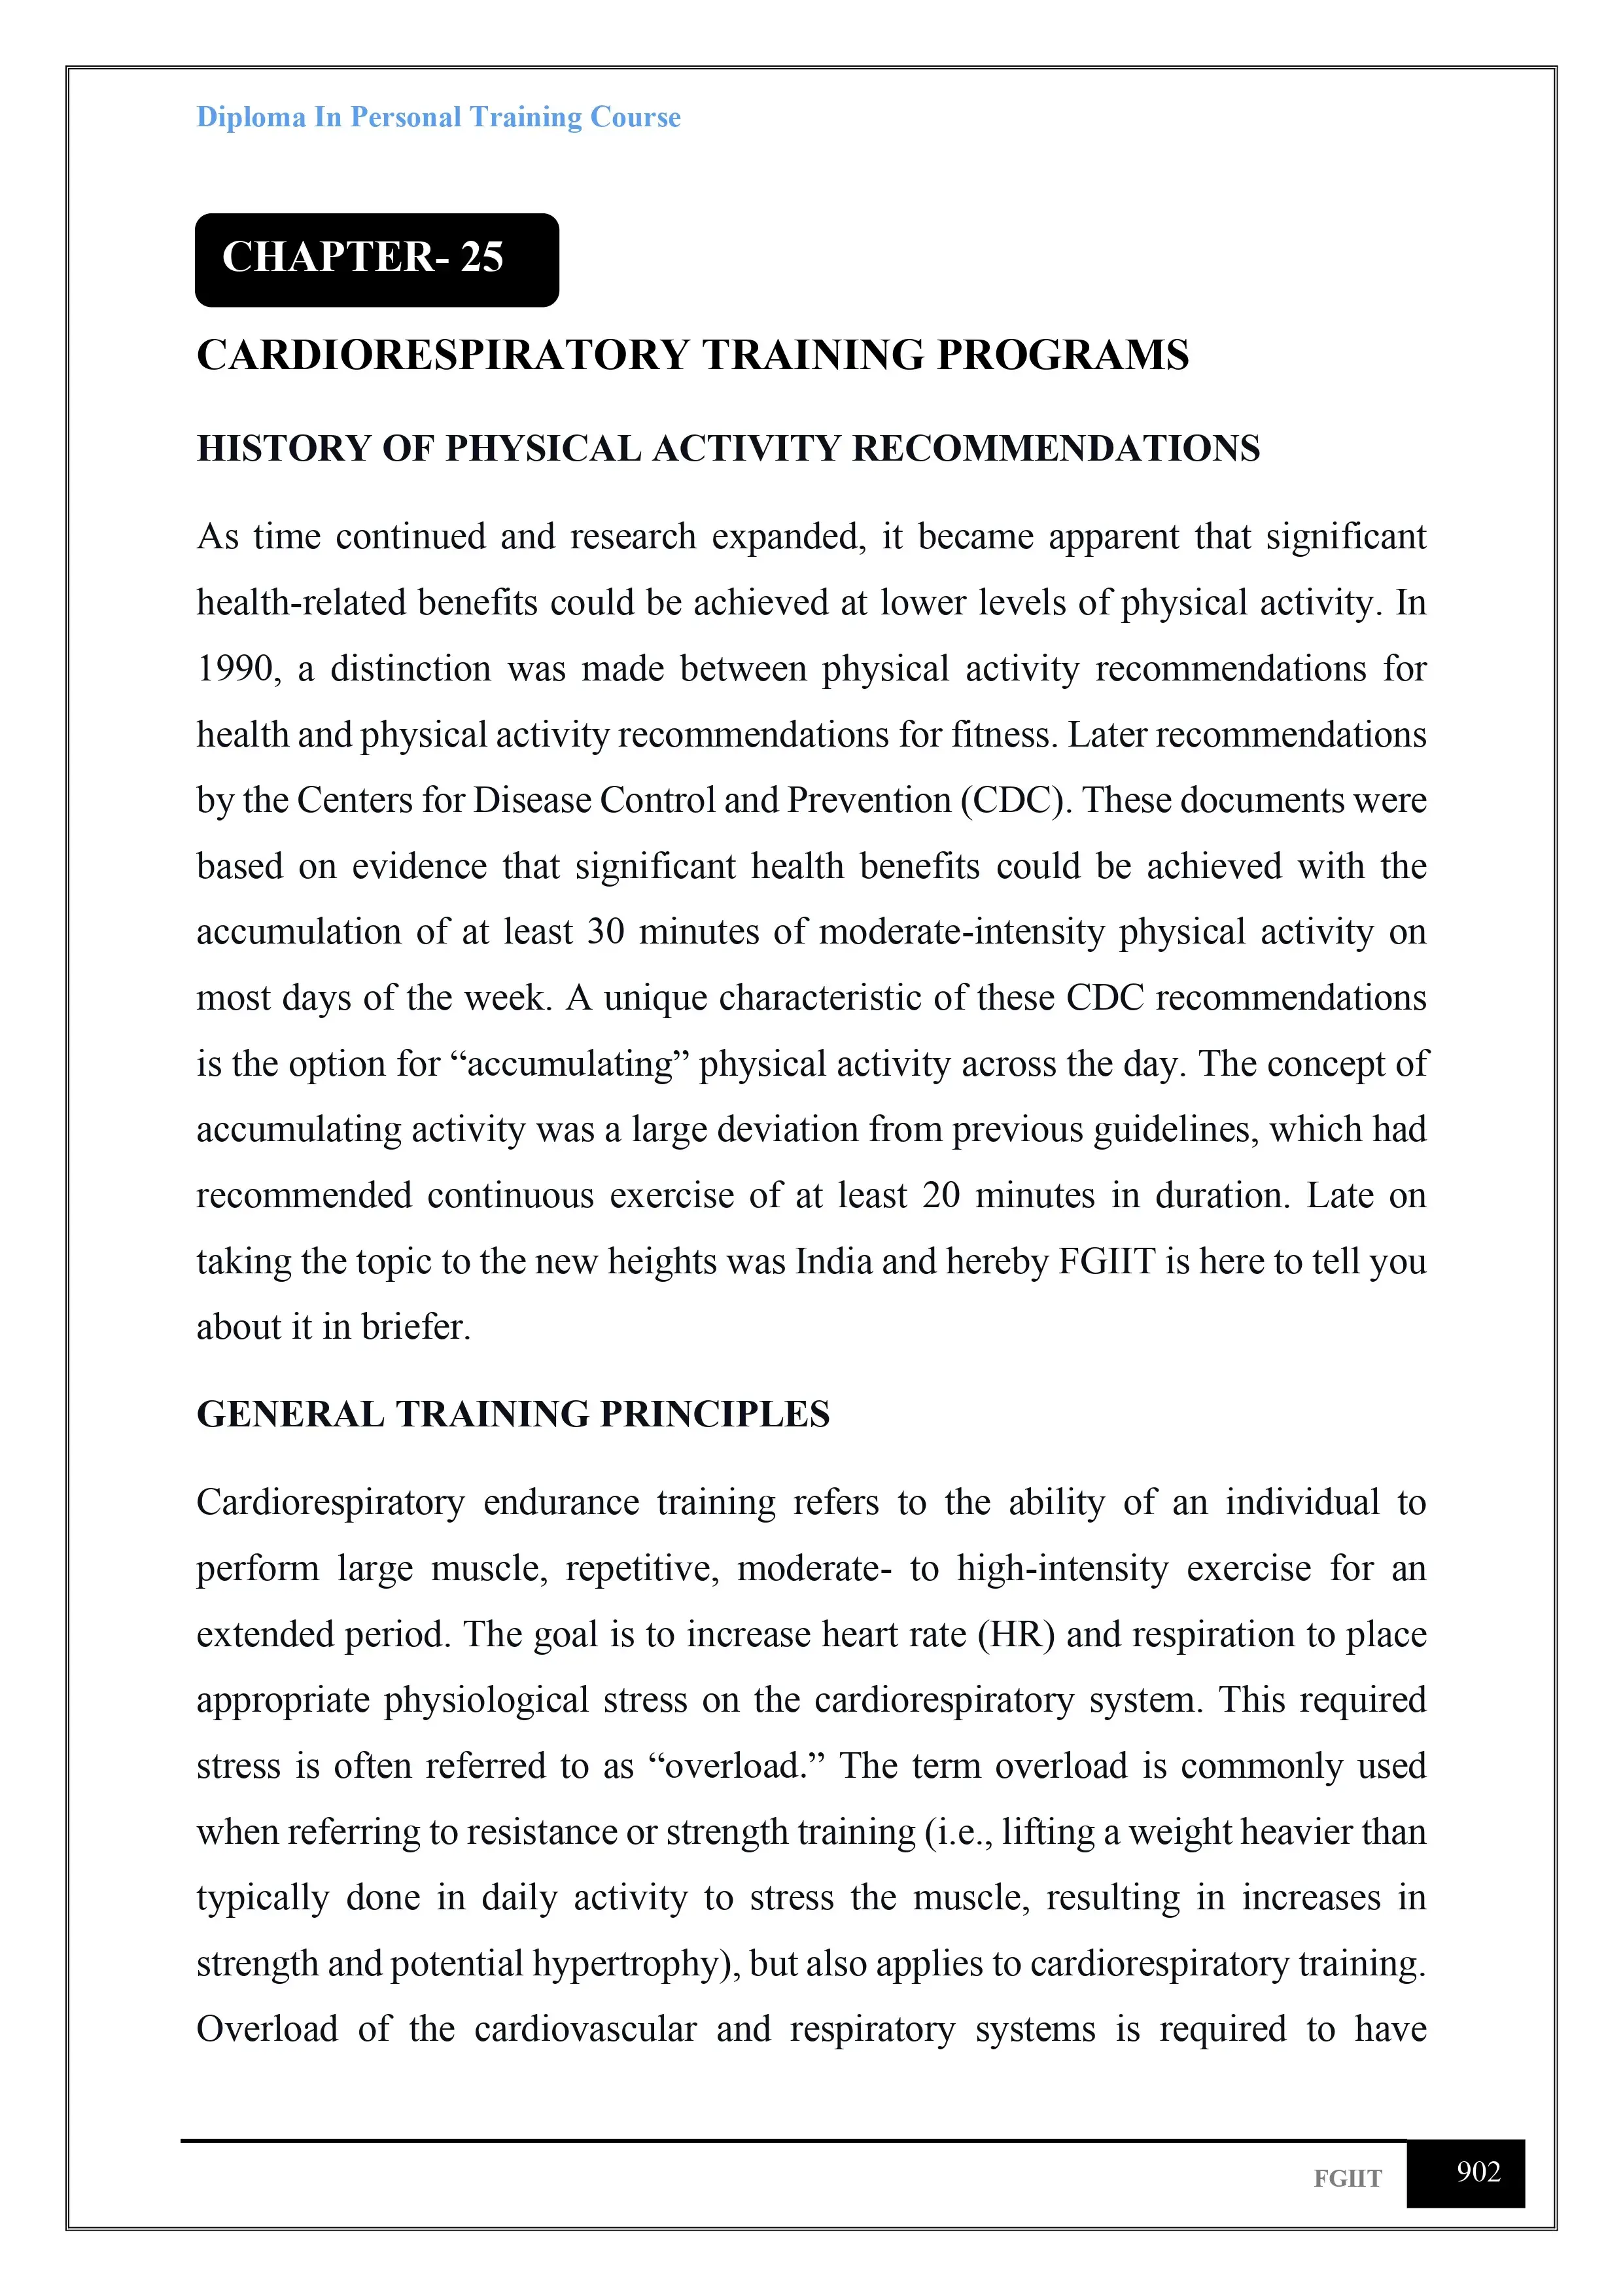 Diploma In Personal Training Course
CHAPTER- 25
CARDIORESPIRATORY TRAINING PROGRAMS
HISTORY OF PHYSICAL ACTIVITY RECOMMENDATIONS
As time continued and research expanded, it became apparent that significant
health-related benefits could be achieved at lower levels of physical activity. In
1990, a distinction was made between physical activity recommendations for
health and physical activity recommendations for fitness. Later recommendations
by the Centers for Disease Control and Prevention (CDC). These documents were
based on evidence that significant health benefits could be achieved with the
accumulation of at least 30 minutes of moderate-intensity physical activity on
most days of the week. A unique characteristic of these CDC recommendations
is the option for “accumulating” physical activity across the day. The concept of
accumulating activity was a large deviation from previous guidelines, which had
recommended continuous exercise of at least 20 minutes in duration. Late on
taking the topic to the new heights was India and hereby FGIIT is here to tell you
about it in briefer.
GENERAL TRAINING PRINCIPLES
Cardiorespiratory endurance training refers to the ability of an individual to
perform large muscle, repetitive, moderate- to high-intensity exercise for an
extended period. The goal is to increase heart rate (HR) and respiration to place
appropriate physiological stress on the cardiorespiratory system. This required
stress is often referred to as “overload.” The term overload is commonly used
when referring to resistance or strength training (i.e., lifting a weight heavier than
typically done in daily activity to stress the muscle, resulting in increases in
strength and potential hypertrophy), but also applies to cardiorespiratory training.
Overload of the cardiovascular and respiratory systems is required to have
FGIIT 902